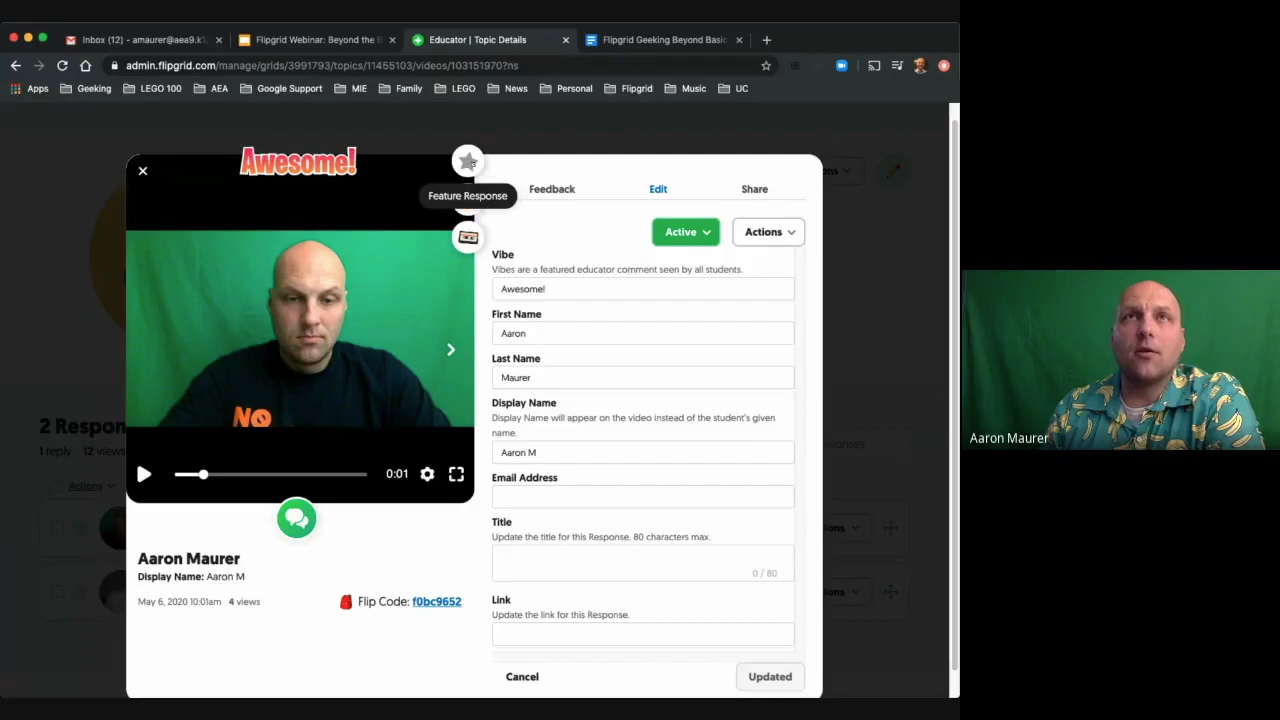 Inbox (12) - amaurer@aea9.k1
Flipgrid Webinar: Beyond the
Educator | Topic Details
Flipgrid Geeking Beyond Basic
admin.flipgrid.com/manage/grids/3991793/topics/11455103/videos/103151970?ns
Apps Geeking LEGO 100 AEA Google Support MIE Family LEGO News Personal Flipgrid Music UC
Awesome!
Feature Response
Feedback Edit Share
Active Actions
Vibe
Vibes are a featured educator comment seen by all students.
Awesome!
First Name
Aaron
Last Name
Maurer
Display Name
Display Name will appear on the video instead of the student's given
name.
Aaron M
Email Address
Title
Update the title for this Response. 80 characters max.
0 / 80
Link
Update the link for this Response.
Cancel Updated
NO
0:01
Aaron Maurer
Display Name: Aaron M
May 6, 2020 10:01am 4 views
Flip Code: f0bc9652
2 Respon
1 reply 12 views
Actions
Aaron Maurer